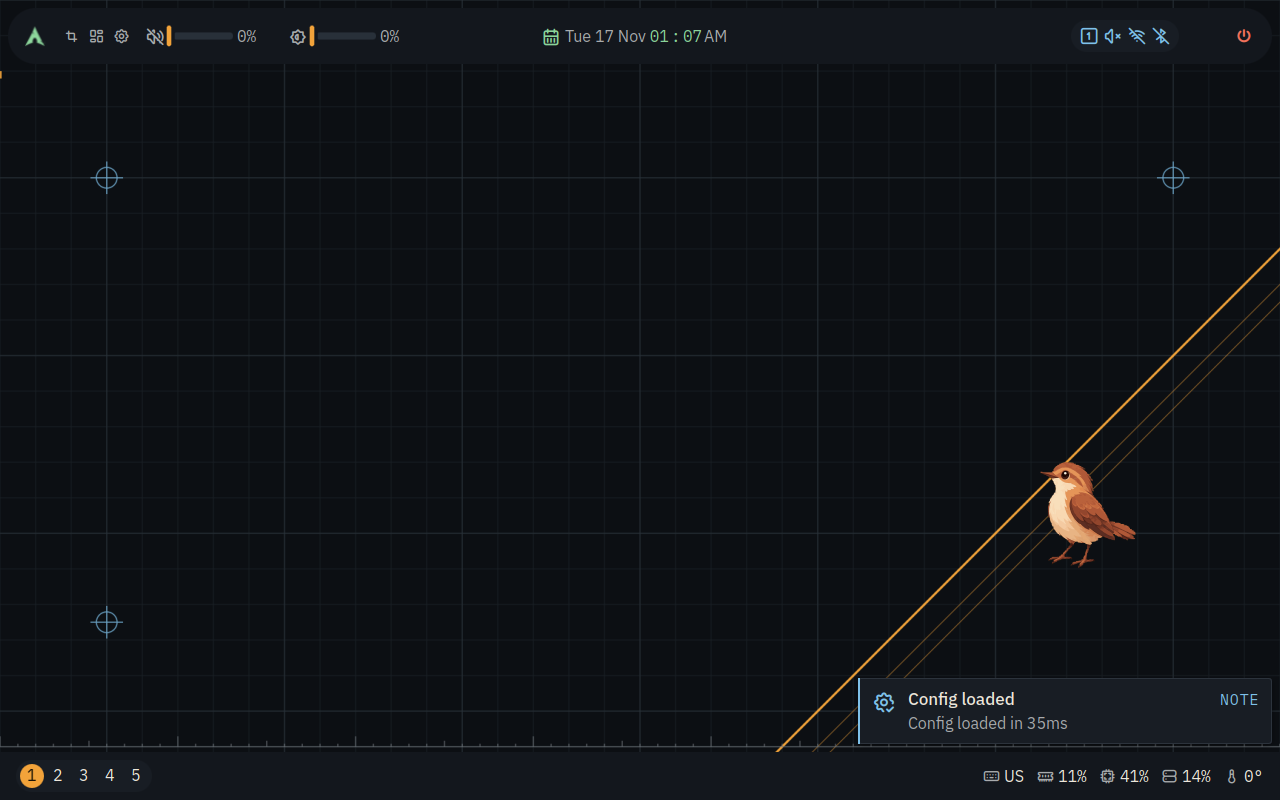 0% 0% Tue 17 Nov 01 : 07 AM 1
Config loaded NOTE
Config loaded in 35ms
1 2 3 4 5 US 11% 41% 14% 0°